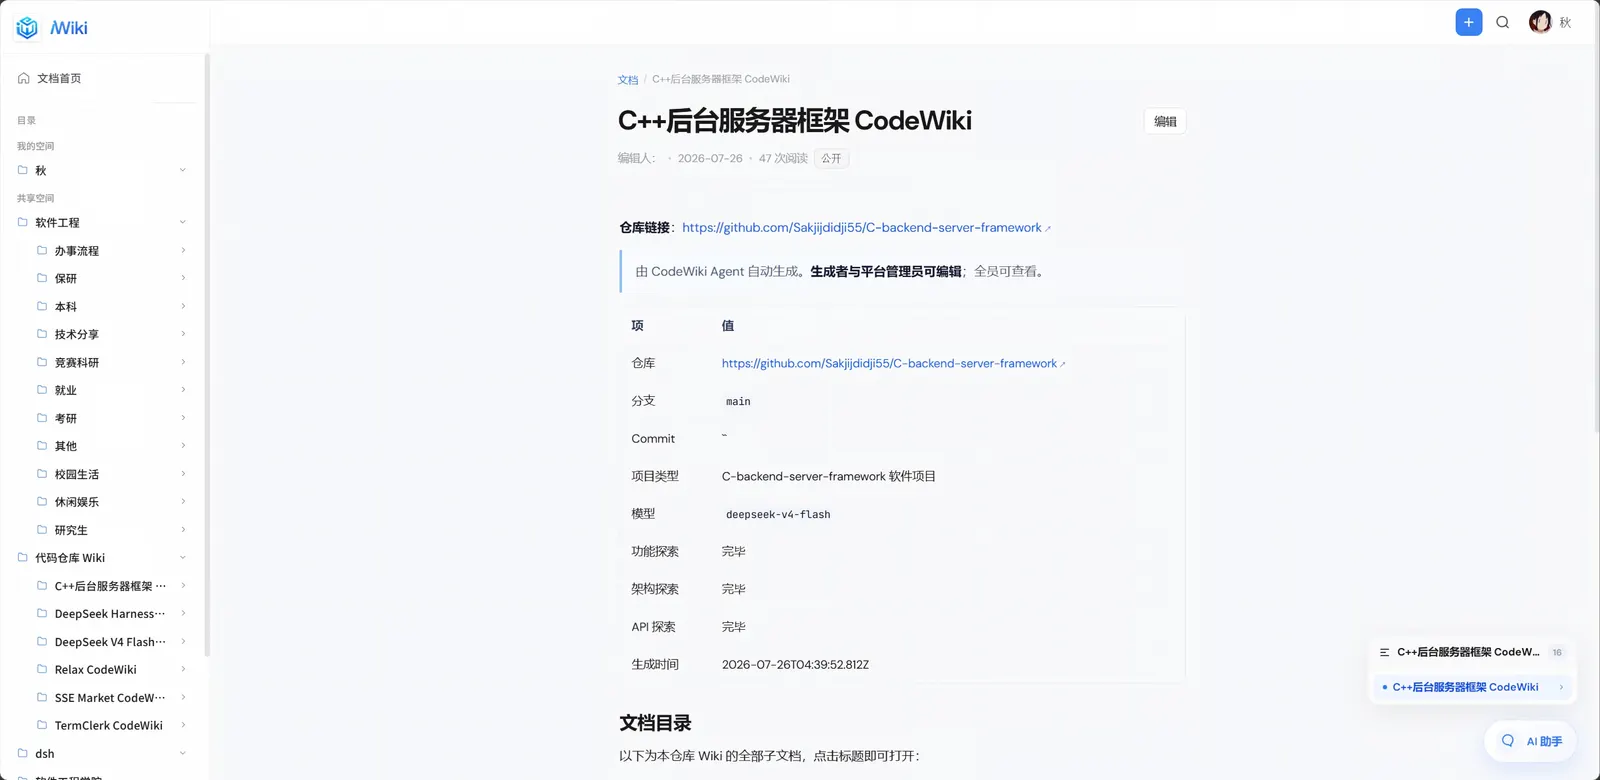 iWiki
+
秋
文档首页
目录
我的空间
秋
共享空间
软件工程
办事流程
保研
本科
技术分享
竞赛科研
就业
考研
其他
校园生活
休闲娱乐
研究生
代码仓库 Wiki
C++后台服务器框架 ···
DeepSeek Harness···
DeepSeek V4 Flash···
Relax CodeWiki
SSE Market CodeW···
TermClerk CodeWiki
dsh
文档 / C++后台服务器框架 CodeWiki
C++后台服务器框架 CodeWiki
编辑
编辑人： · 2026-07-26 · 47 次阅读 公开
仓库链接：https://github.com/Sakjijdidji55/C-backend-server-framework
由 CodeWiki Agent 自动生成。生成者与平台管理员可编辑；全员可查看。
项 值
仓库 https://github.com/Sakjijdidji55/C-backend-server-framework
分支 main
Commit ~
项目类型 C-backend-server-framework 软件项目
模型 deepseek-v4-flash
功能探索 完毕
架构探索 完毕
API 探索 完毕
生成时间 2026-07-26T04:39:52.812Z
文档目录
以下为本仓库 Wiki 的全部子文档，点击标题即可打开：
C++后台服务器框架 CodeW... 16
C++后台服务器框架 CodeWiki
AI 助手